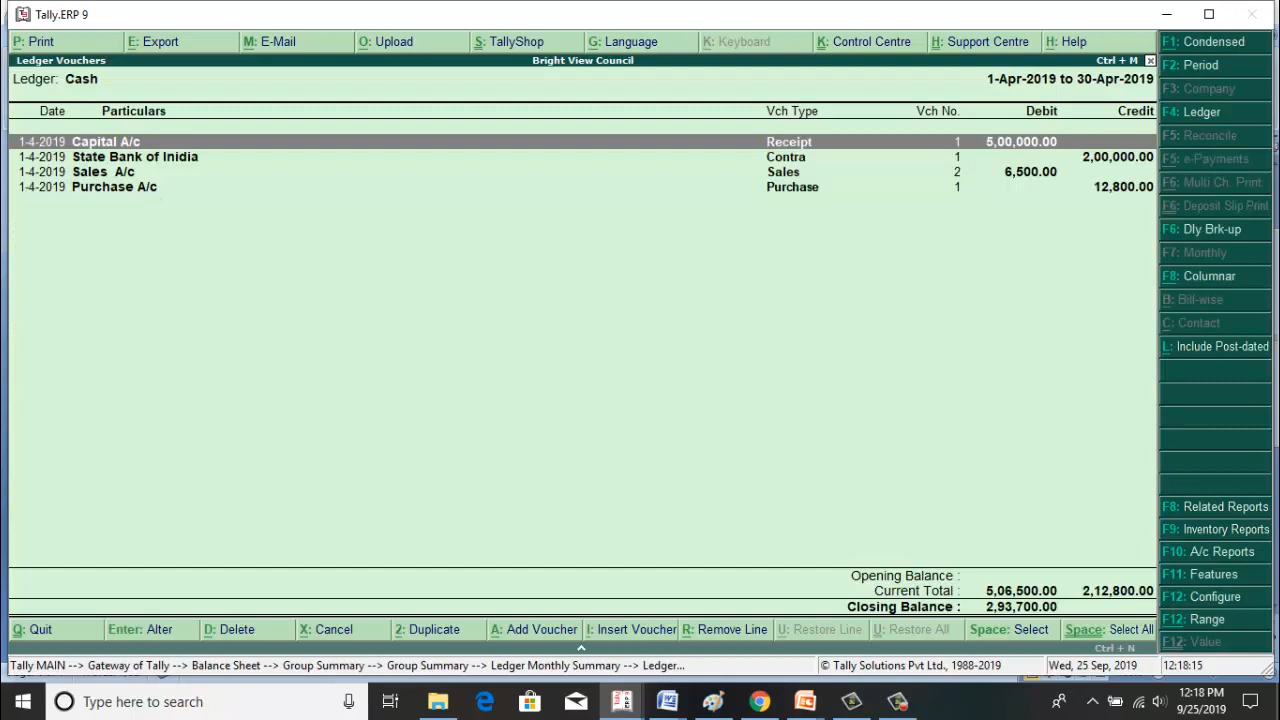 Tally.ERP 9
P: Print E: Export M: E-Mail O: Upload S: TallyShop G: Language K: Keyboard K: Control Centre H: Support Centre H: Help
Ledger Vouchers Bright View Council Ctrl + M
Ledger: Cash 1-Apr-2019 to 30-Apr-2019
Date Particulars Vch Type Vch No. Debit Credit
1-4-2019 Capital A/c Receipt 1 5,00,000.00
1-4-2019 State Bank of Inidia Contra 1 2,00,000.00
1-4-2019 Sales A/c Sales 2 6,500.00
1-4-2019 Purchase A/c Purchase 1 12,800.00
Opening Balance :
Current Total : 5,06,500.00 2,12,800.00
Closing Balance : 2,93,700.00
F1: Condensed
F2: Period
F3: Company
F4: Ledger
F5: Reconcile
F5: e-Payments
F6: Multi Ch. Print
F6: Deposit Slip Print
F6: Dly Brk-up
F7: Monthly
F8: Columnar
B: Bill-wise
C: Contact
L: Include Post-dated
F8: Related Reports
F9: Inventory Reports
F10: A/c Reports
F11: Features
F12: Configure
F12: Range
F12: Value
Q: Quit Enter: Alter D: Delete X: Cancel 2: Duplicate A: Add Voucher I: Insert Voucher R: Remove Line U: Restore Line U: Restore All Space: Select Space: Select All
Ctrl + N
Tally MAIN --> Gateway of Tally --> Balance Sheet --> Group Summary --> Group Summary --> Ledger Monthly Summary --> Ledger... © Tally Solutions Pvt Ltd., 1988-2019 Wed, 25 Sep, 2019 12:18:15
Type here to search
12:18 PM
9/25/2019